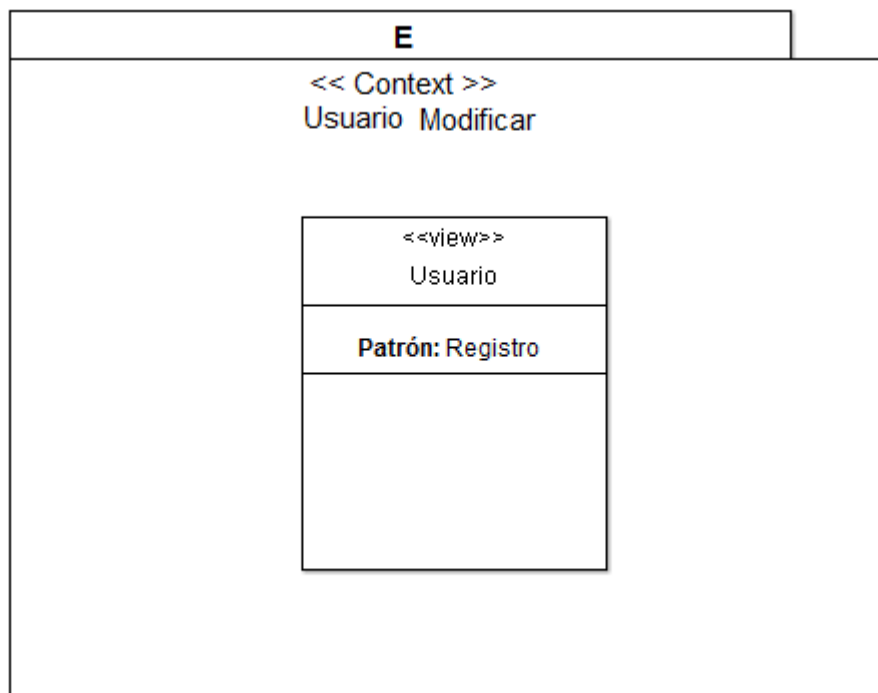 E
<< Context >>
Usuario Modificar
<<view>>
Usuario
Patrón: Registro